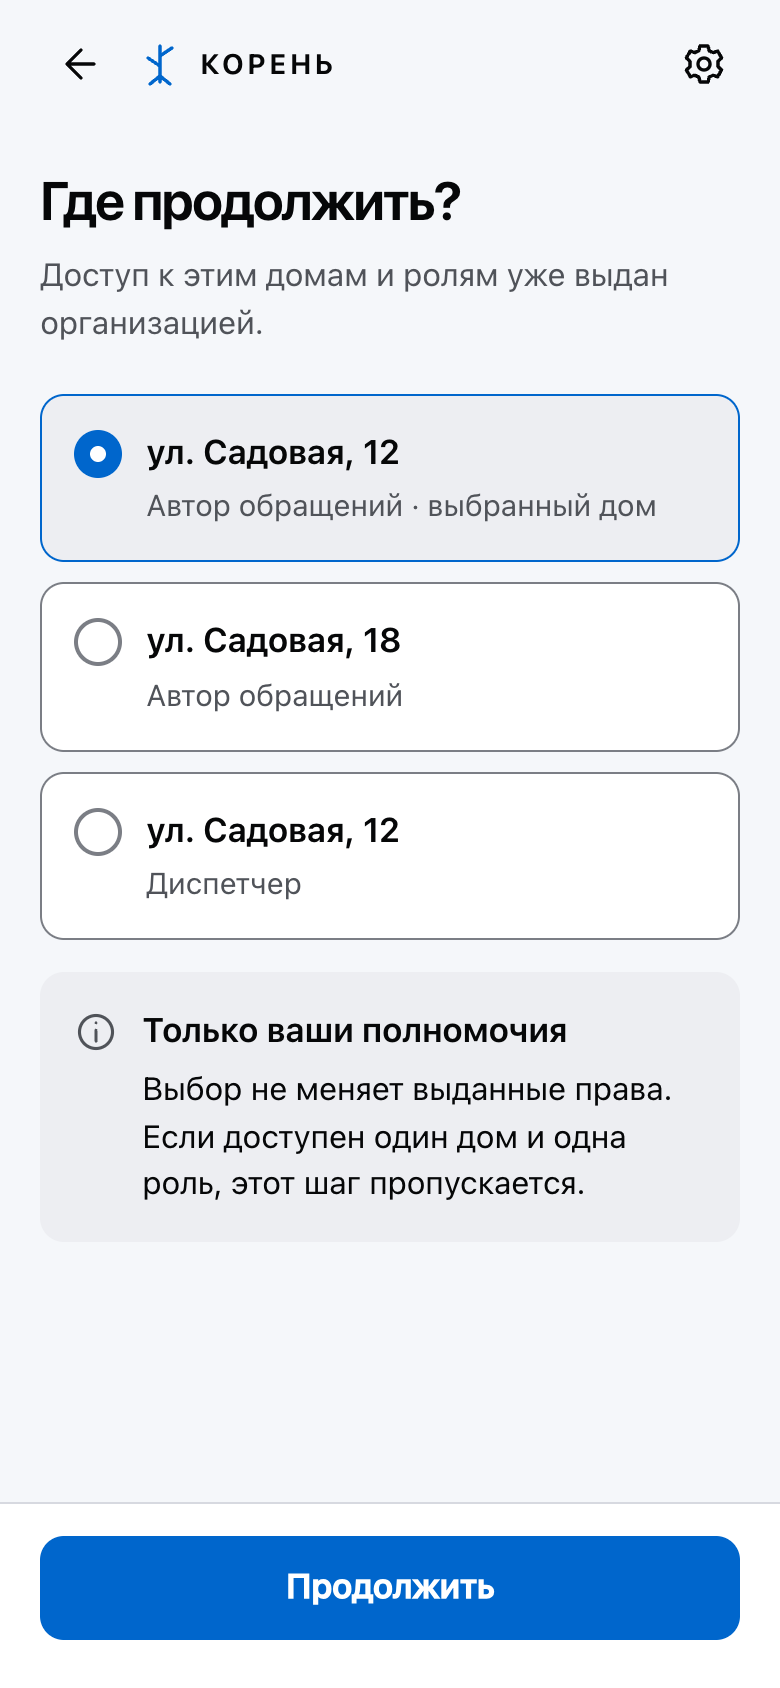 КОРЕНЬ
Где продолжить?
Доступ к этим домам и ролям уже выдан
организацией.
ул. Садовая, 12
Автор обращений · выбранный дом
ул. Садовая, 18
Автор обращений
ул. Садовая, 12
Диспетчер
Только ваши полномочия
Выбор не меняет выданные права.
Если доступен один дом и одна
роль, этот шаг пропускается.
Продолжить